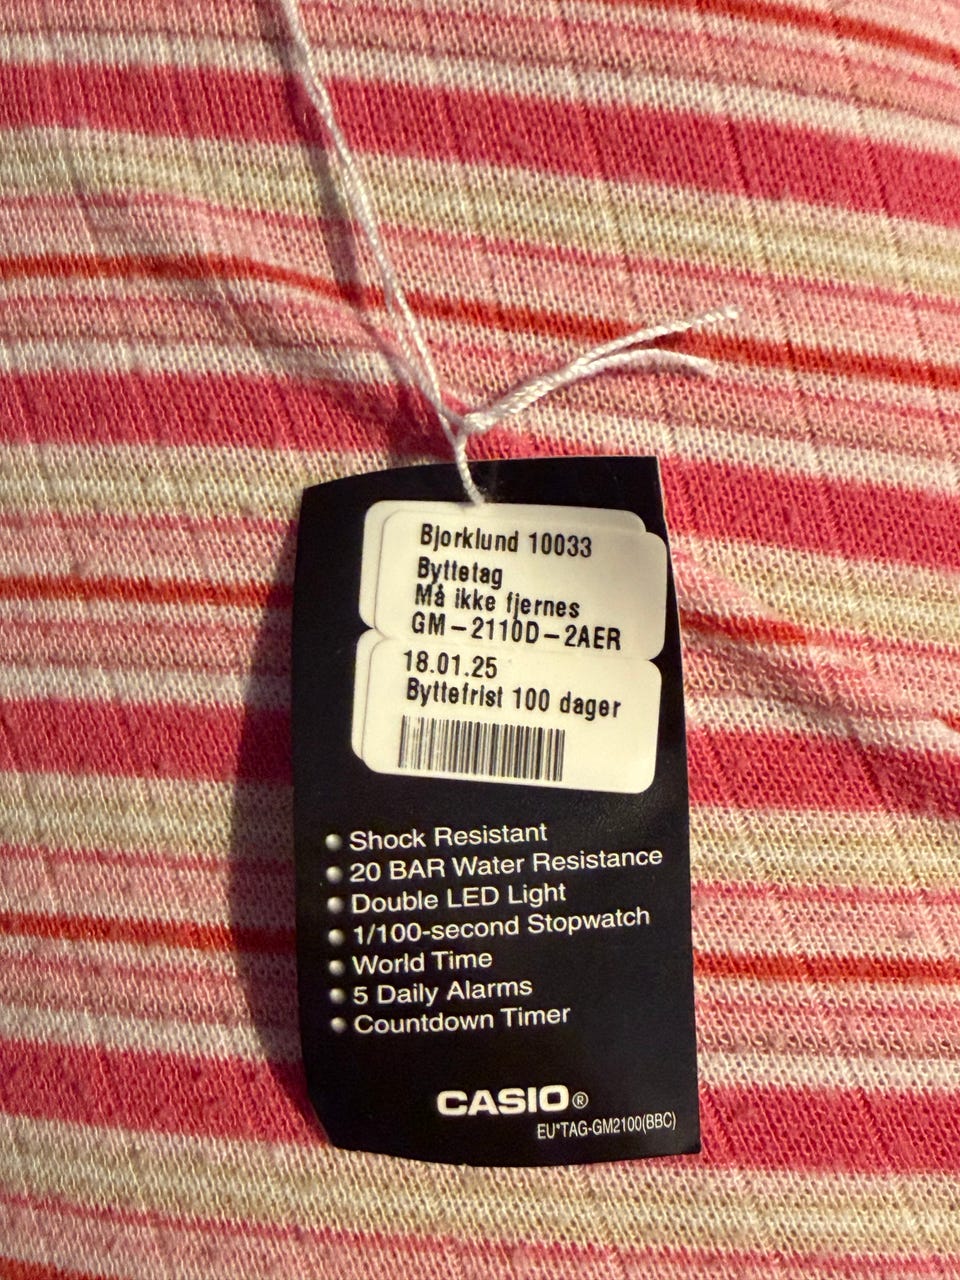 Bjorklund 10033
Byttetag
Må ikke fjernes
GM-2110D-2AER
18.01.25
Byttefrist 100 dager
Shock Resistant
20 BAR Water Resistance
Double LED Light
1/100-second Stopwatch
World Time
5 Daily Alarms
Countdown Timer
CASIO®
EU*TAG-GM2100(BBC)